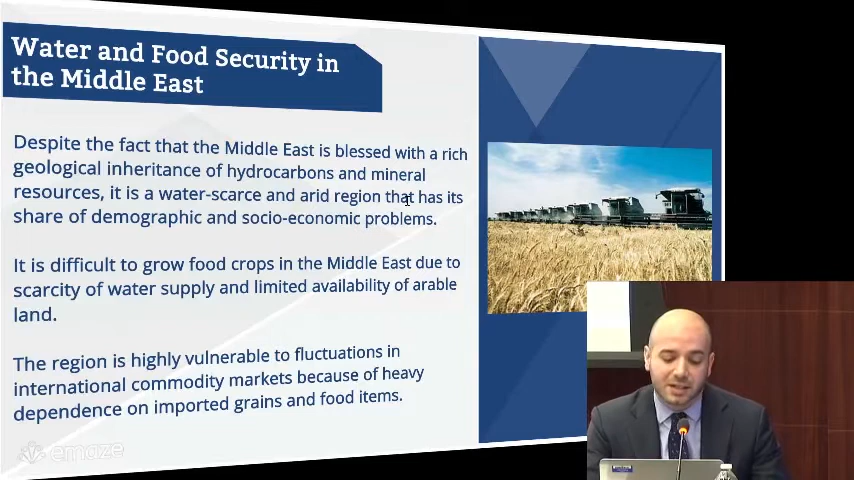 Water and Food Security in
the Middle East
Despite the fact that the Middle East is blessed with a rich
geological inheritance of hydrocarbons and mineral
resources, it is a water-scarce and arid region that has its
share of demographic and socio-economic problems.
It is difficult to grow food crops in the Middle East due to
scarcity of water supply and limited availability of arable
land.
The region is highly vulnerable to fluctuations in
international commodity markets because of heavy
dependence on imported grains and food items.
emaze